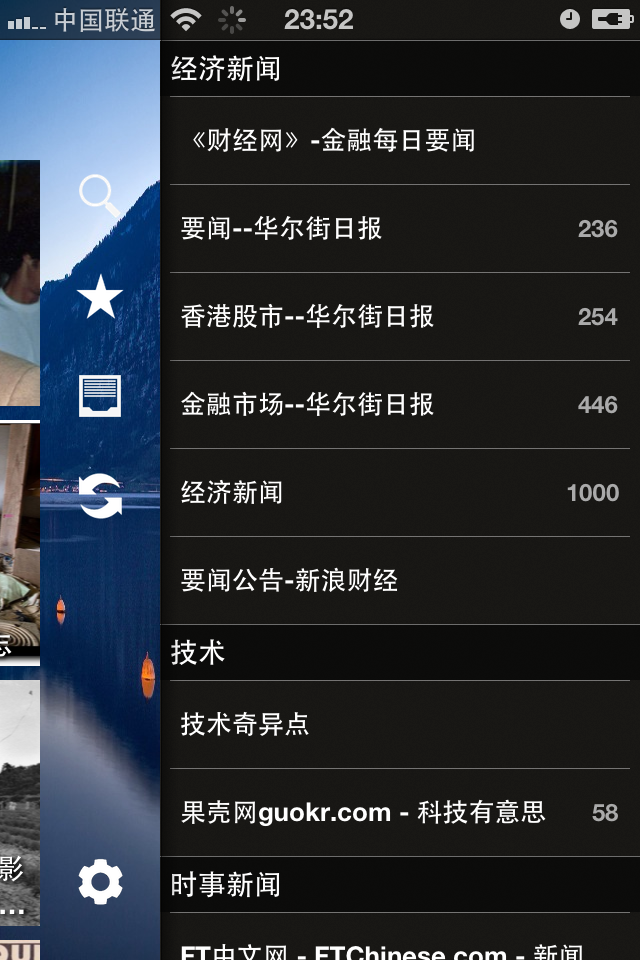 中国联通 23:52
经济新闻
《财经网》-金融每日要闻
要闻--华尔街日报 236
香港股市--华尔街日报 254
金融市场--华尔街日报 446
经济新闻 1000
要闻公告-新浪财经
技术
技术奇异点
果壳网guokr.com - 科技有意思 58
时事新闻
FT中文网 - FTChinese.com - 新闻
志
影
...